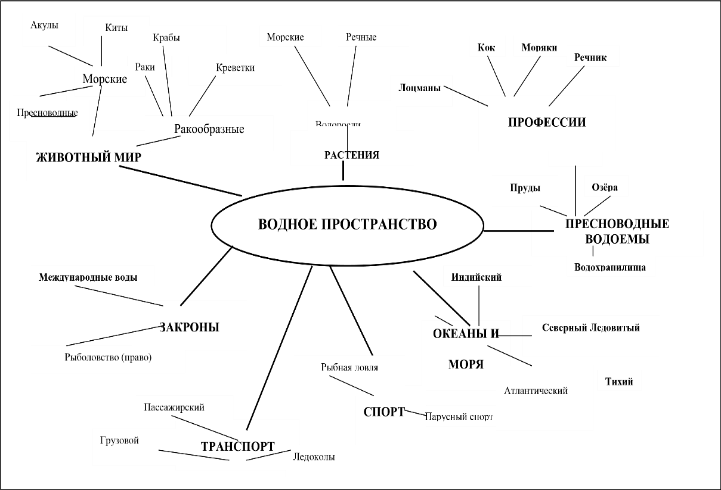 Акулы
Киты
Крабы
Морские
Речные
Кок
Моряки
Речник
Раки
Креветки
Морские
Лоцманы
Пресноводные
Ракообразные
ПРОФЕССИИ
ЖИВОТНЫЙ МИР
РАСТЕНИЯ
Пруды
Озёра
ВОДНОЕ ПРОСТРАНСТВО
ПРЕСНОВОДНЫЕ
ВОДОЕМЫ
Водохранилища
Международные воды
Индийский
ЗАКРОНЫ
ОКЕАНЫ И
Северный Ледовитый
Рыболовство (право)
Рыбная ловля
МОРЯ
Атлантический
Тихий
Пассажирский
СПОРТ
Парусный спорт
Грузовой
ТРАНСПОРТ
Ледоколы